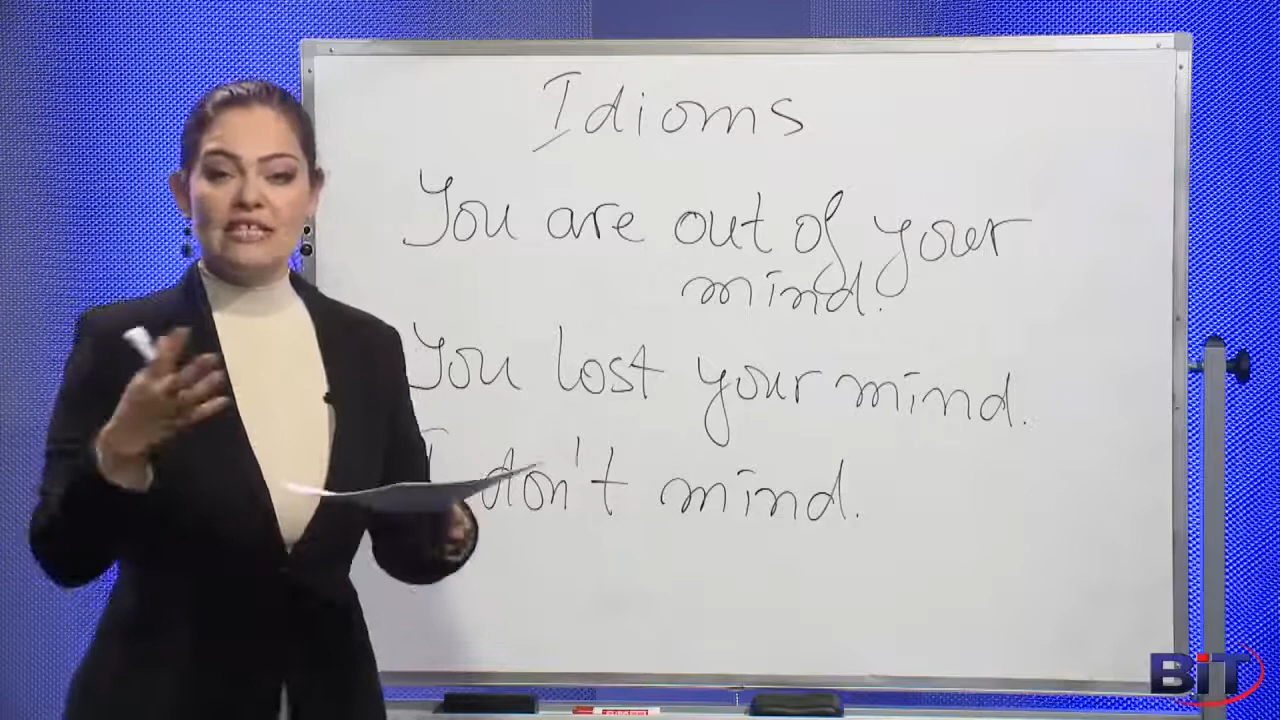 Idioms
You are out of your
mind.
You lost your mind.
I don't mind.
BiT